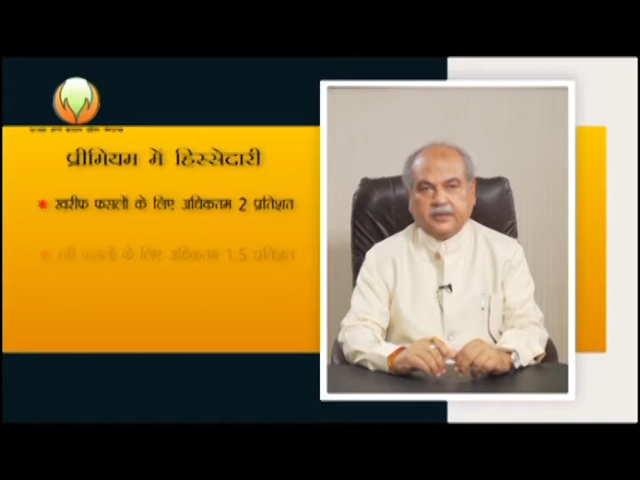 प्रीमियम में हिस्सेदारी
* खरीफ फसलों के लिए अधिकतम 2 प्रतिशत
* रबी फसलों के लिए अधिकतम 1.5 प्रतिशत